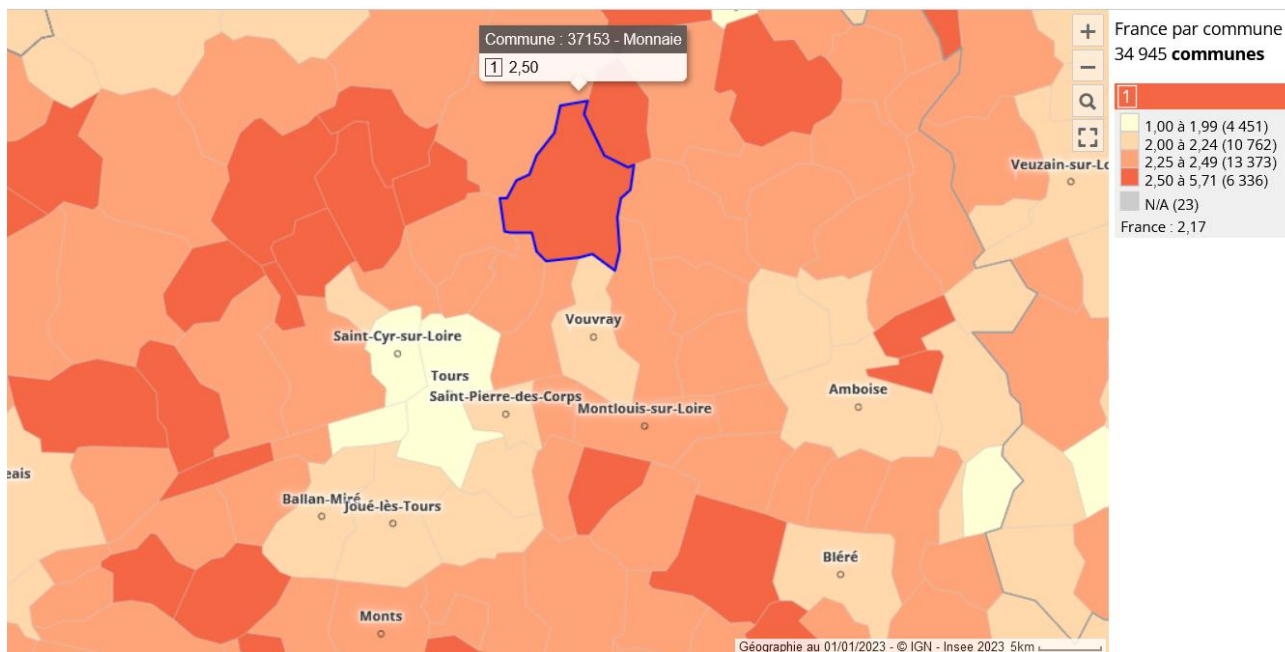 Commune : 37153 - Monnaie
1 2,50
+
−
Veuzain-sur-Lo
Vouvray
Saint-Cyr-sur-Loire
Tours
Saint-Pierre-des-Corps
Montlouis-sur-Loire
Amboise
eais
Ballan-Miré
Joué-lès-Tours
Bléré
Monts
Géographie au 01/01/2023 - © IGN - Insee 2023 5km
France par commune
34 945 communes
1
1,00 à 1,99 (4 451)
2,00 à 2,24 (10 762)
2,25 à 2,49 (13 373)
2,50 à 5,71 (6 336)
N/A (23)
France : 2,17